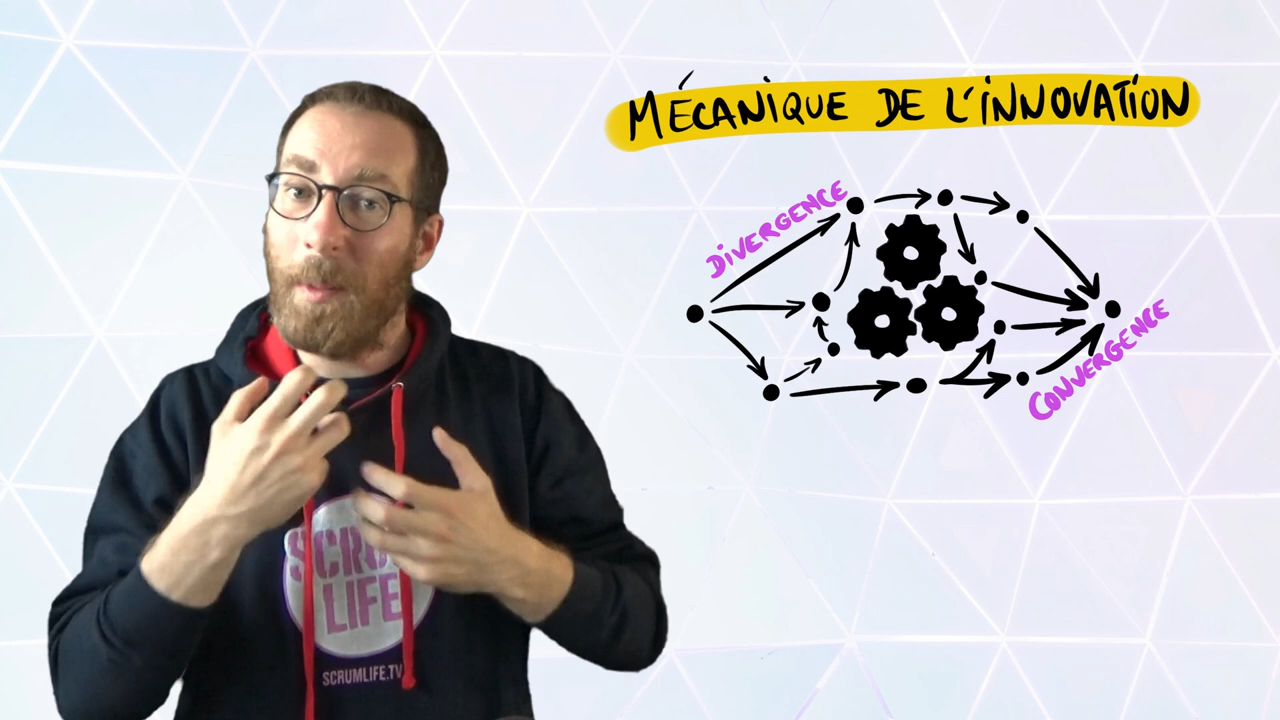 MÉCANIQUE DE L'INNOVATION
DIVERGENCE
CONVERGENCE
SCRUM
LIFE
SCRUMLIFE.TV